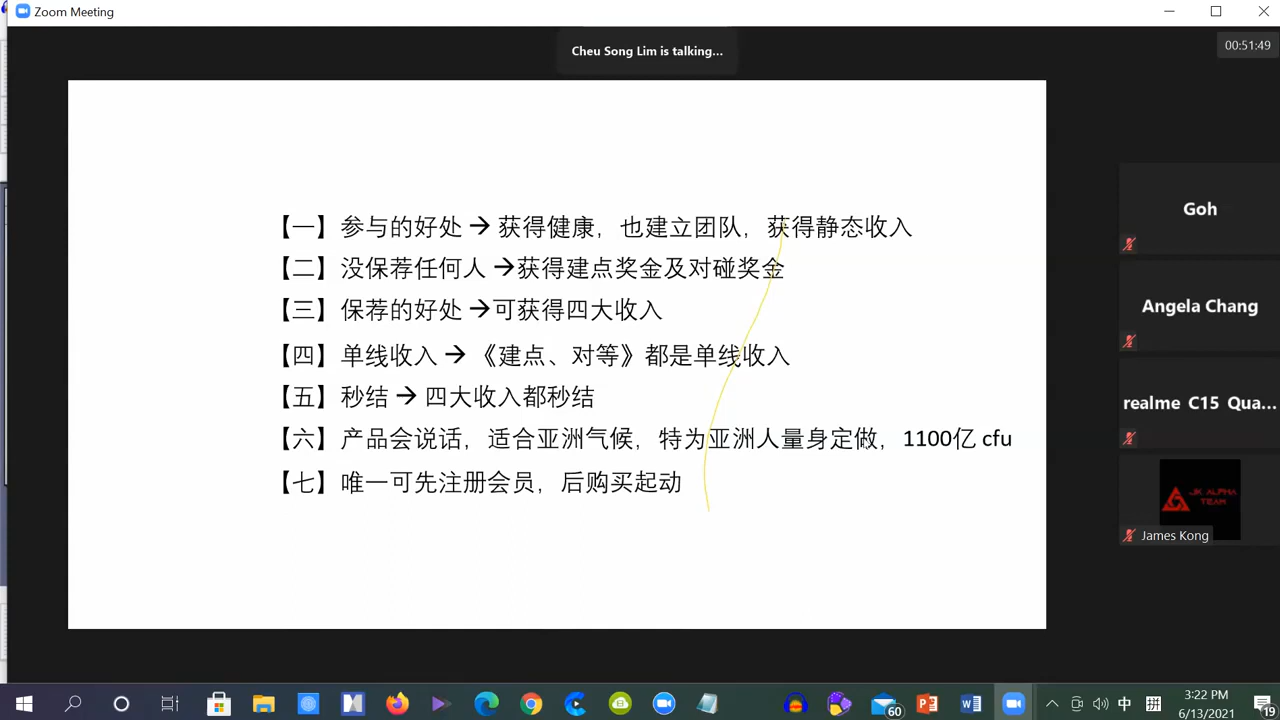 Zoom Meeting
Cheu Song Lim is talking...
00:51:49
【一】参与的好处 → 获得健康，也建立团队，获得静态收入
【二】没保荐任何人 →获得建点奖金及对碰奖金
【三】保荐的好处 →可获得四大收入
【四】单线收入 → 《建点、对等》都是单线收入
【五】秒结 → 四大收入都秒结
【六】产品会说话，适合亚洲气候，特为亚洲人量身定做，1100亿 cfu
【七】唯一可先注册会员，后购买起动
Goh
Angela Chang
realme C15 Qua...
JK ALPHA
TEAM
James Kong
60
中
拼
3:22 PM
6/13/2021
19